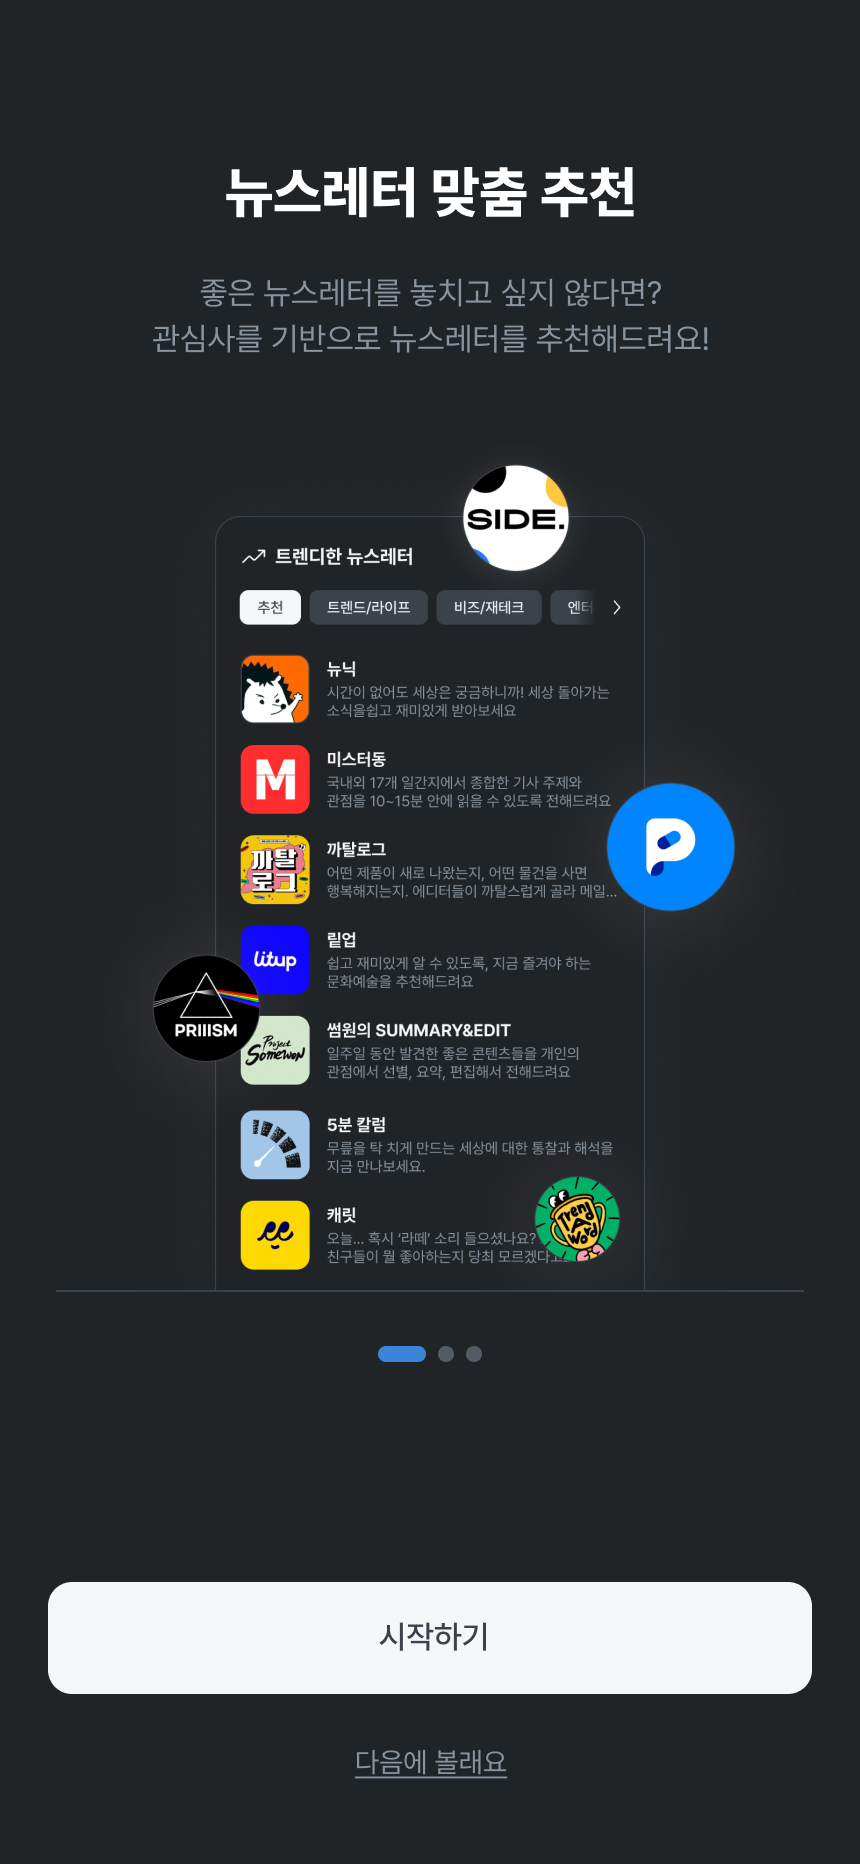 뉴스레터 맞춤 추천
좋은 뉴스레터를 놓치고 싶지 않다면?
관심사를 기반으로 뉴스레터를 추천해드려요!
SIDE.
트렌디한 뉴스레터
추천
트렌드/라이프
비즈/재테크
엔터
뉴닉
시간이 없어도 세상은 궁금하니까! 세상 돌아가는
소식을쉽고 재미있게 받아보세요
M
미스터동
국내외 17개 일간지에서 종합한 기사 주제와
관점을 10~15분 안에 읽을 수 있도록 전해드려요
P
까탈로그
까탈로그
어떤 제품이 새로 나왔는지, 어떤 물건을 사면
행복해지는지. 에디터들이 까탈스럽게 골라 메일...
litup
릳업
쉽고 재미있게 알 수 있도록, 지금 즐겨야 하는
문화예술을 추천해드려요
PRIIISM
Project
Somewon
썸원의 SUMMARY&EDIT
일주일 동안 발견한 좋은 콘텐츠들을 개인의
관점에서 선별, 요약, 편집해서 전해드려요
5분 칼럼
무릎을 탁 치게 만드는 세상에 대한 통찰과 해석을
지금 만나보세요.
캐릿
오늘... 혹시 ‘라떼’ 소리 들으셨나요?
친구들이 뭘 좋아하는지 당최 모르겠다고
Trend
A
Word
시작하기
다음에 볼래요